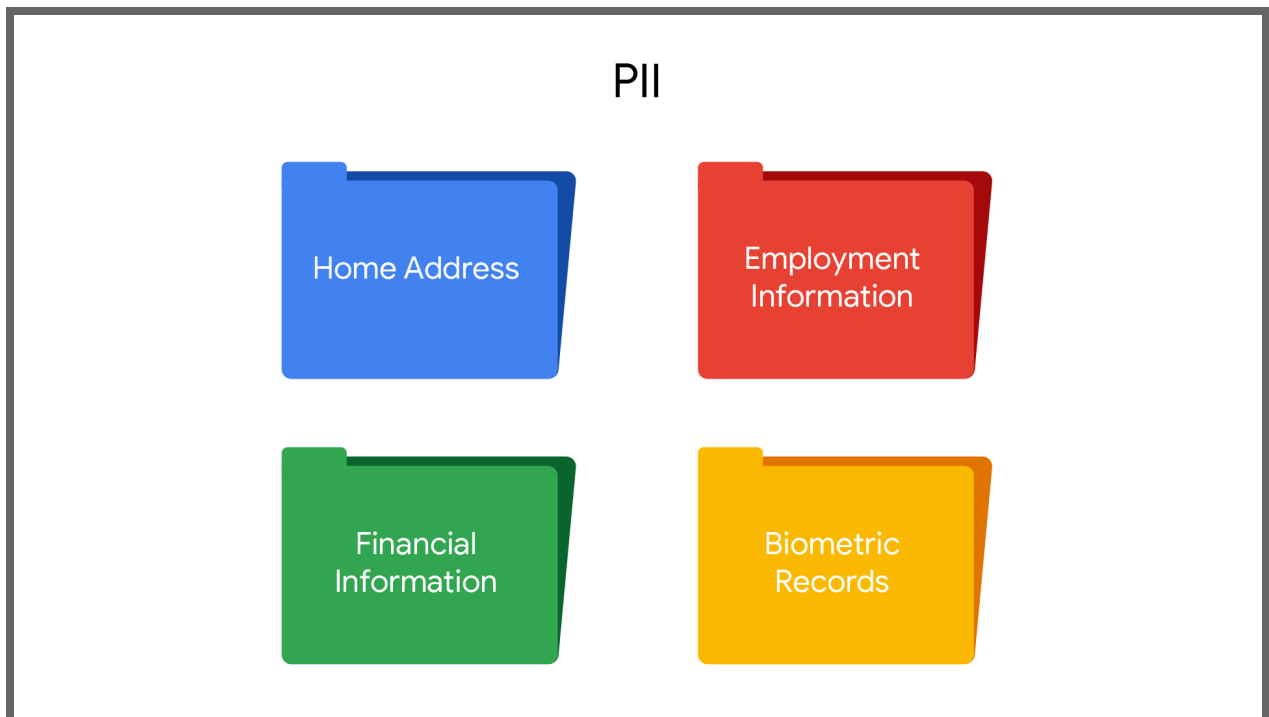 PII
Home Address
Employment
Information
Financial
Information
Biometric
Records